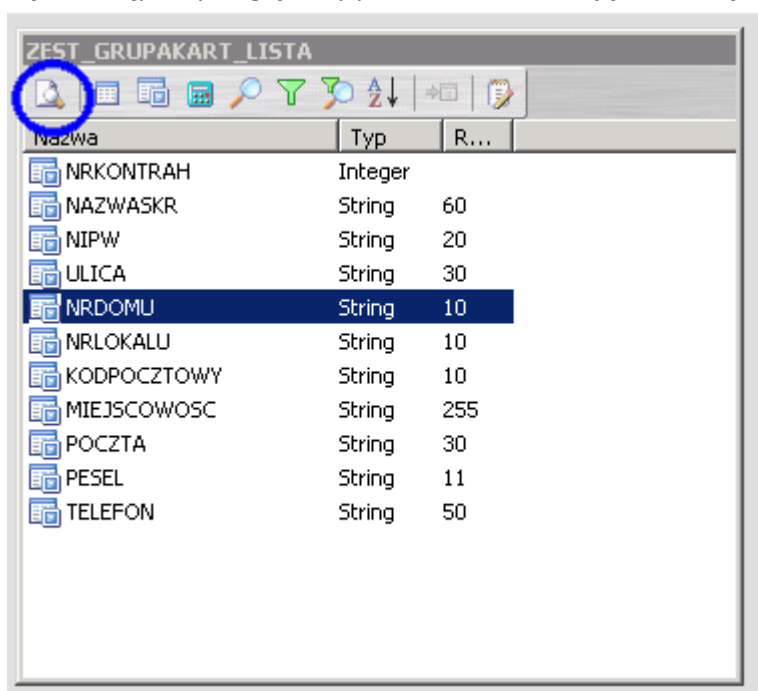 ZEST_GRUPAKART_LISTA
Nazwa Typ R...
NRKONTRAH Integer
NAZWASKR String 60
NIPW String 20
ULICA String 30
NRDOMU String 10
NRLOKALU String 10
KODPOCZTOWY String 10
MIEJSCOWOSC String 255
POCZTA String 30
PESEL String 11
TELEFON String 50